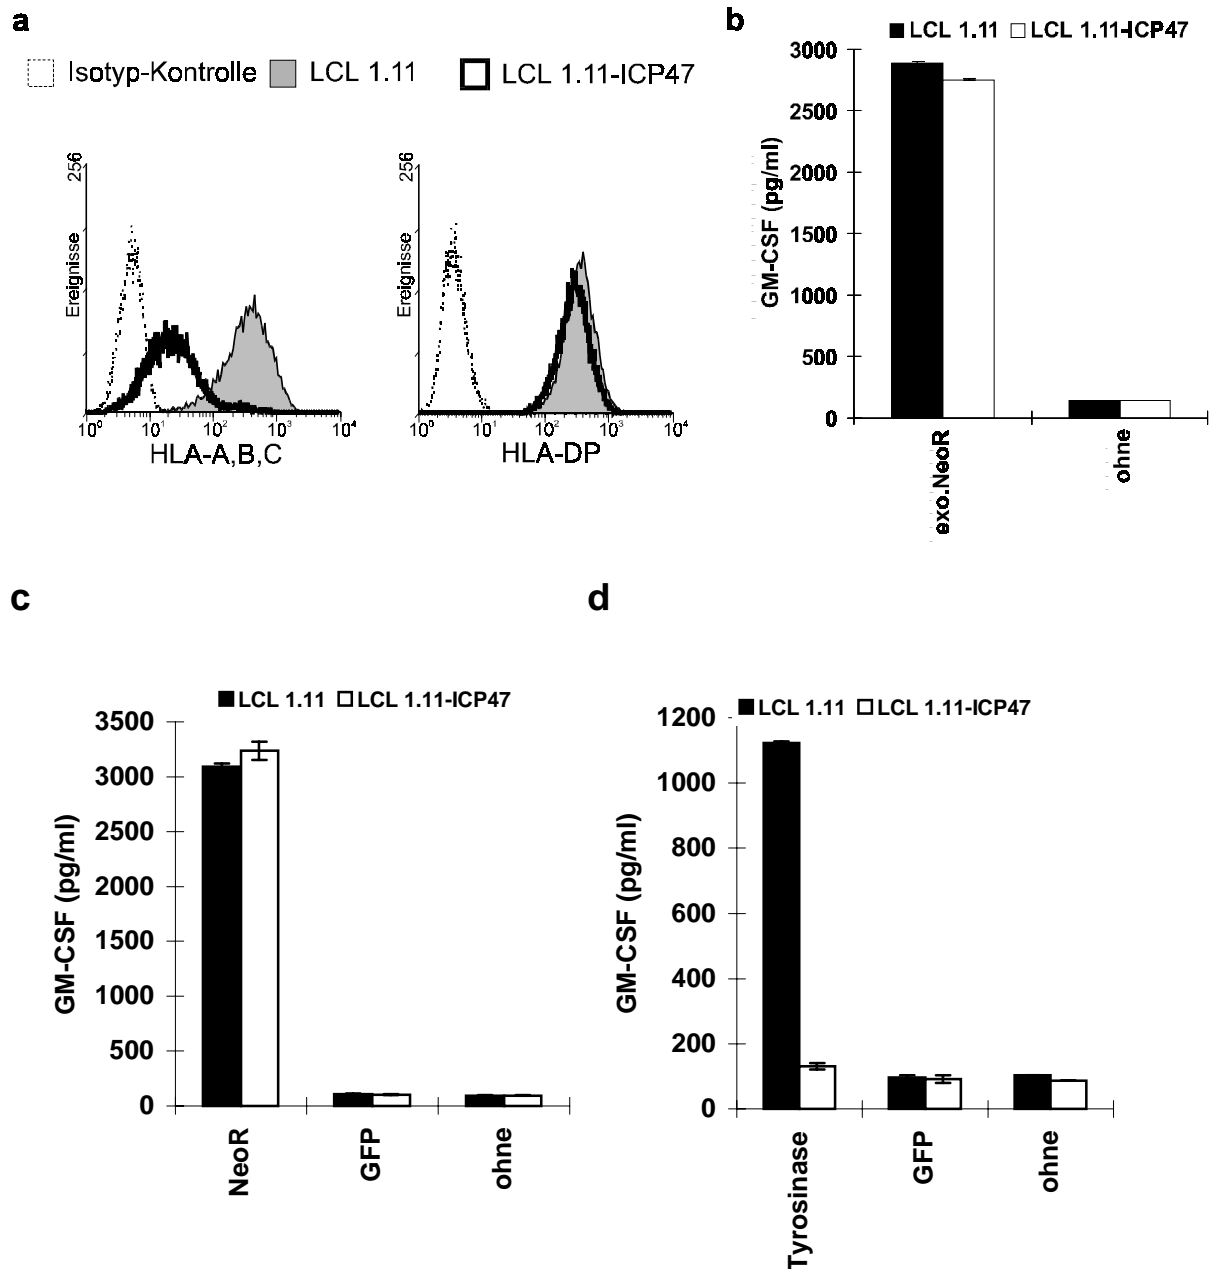 a
Isotyp-Kontrolle LCL 1.11 LCL 1.11-ICP47
256
Ereignisse
10⁰ 10¹ 10² 10³ 10⁴
HLA-A,B,C
256
Ereignisse
10⁰ 10¹ 10² 10³ 10⁴
HLA-DP
b
LCL 1.11 LCL 1.11-ICP47
GM-CSF (pg/ml)
3000
2500
2000
1500
1000
500
0
exo.NeoR
ohne
c
LCL 1.11 LCL 1.11-ICP47
GM-CSF (pg/ml)
3500
3000
2500
2000
1500
1000
500
0
NeoR
GFP
ohne
d
LCL 1.11 LCL 1.11-ICP47
GM-CSF (pg/ml)
1200
1000
800
600
400
200
0
Tyrosinase
GFP
ohne